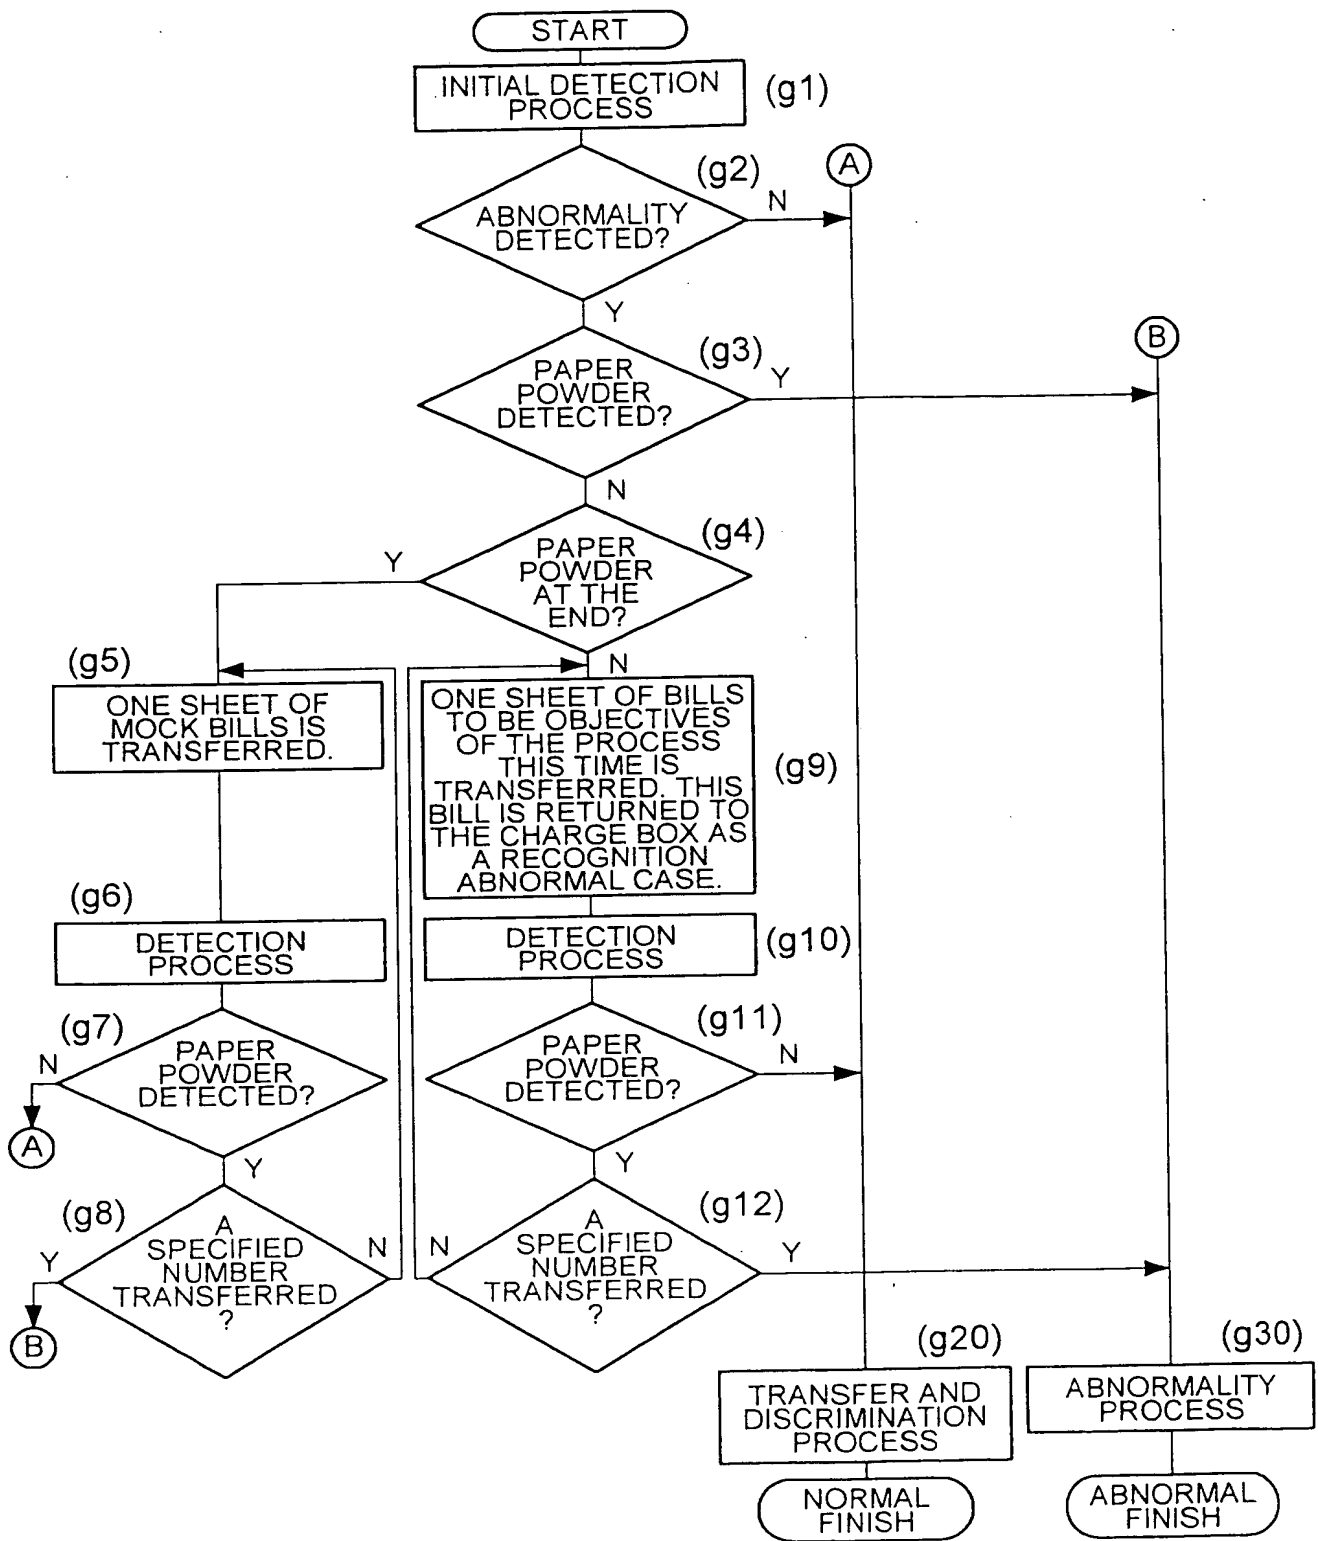 START
INITIAL DETECTION
PROCESS
(g1)
(g2)
A
ABNORMALITY
DETECTED?
N
Y
B
(g3)
PAPER
POWDER
DETECTED?
Y
N
(g4)
PAPER
POWDER
AT THE
END?
Y
N
(g5)
ONE SHEET OF
MOCK BILLS IS
TRANSFERRED.
ONE SHEET OF BILLS
TO BE OBJECTIVES
OF THE PROCESS
THIS TIME IS
TRANSFERRED. THIS
BILL IS RETURNED TO
THE CHARGE BOX AS
A RECOGNITION
ABNORMAL CASE.
(g9)
(g6)
DETECTION
PROCESS
DETECTION
PROCESS
(g10)
(g7)
N
PAPER
POWDER
DETECTED?
A
Y
(g11)
PAPER
POWDER
DETECTED?
N
Y
(g8)
Y
A
SPECIFIED
NUMBER
TRANSFERRED
?
N
B
(g12)
N
A
SPECIFIED
NUMBER
TRANSFERRED
?
Y
(g20)
TRANSFER AND
DISCRIMINATION
PROCESS
NORMAL
FINISH
(g30)
ABNORMALITY
PROCESS
ABNORMAL
FINISH